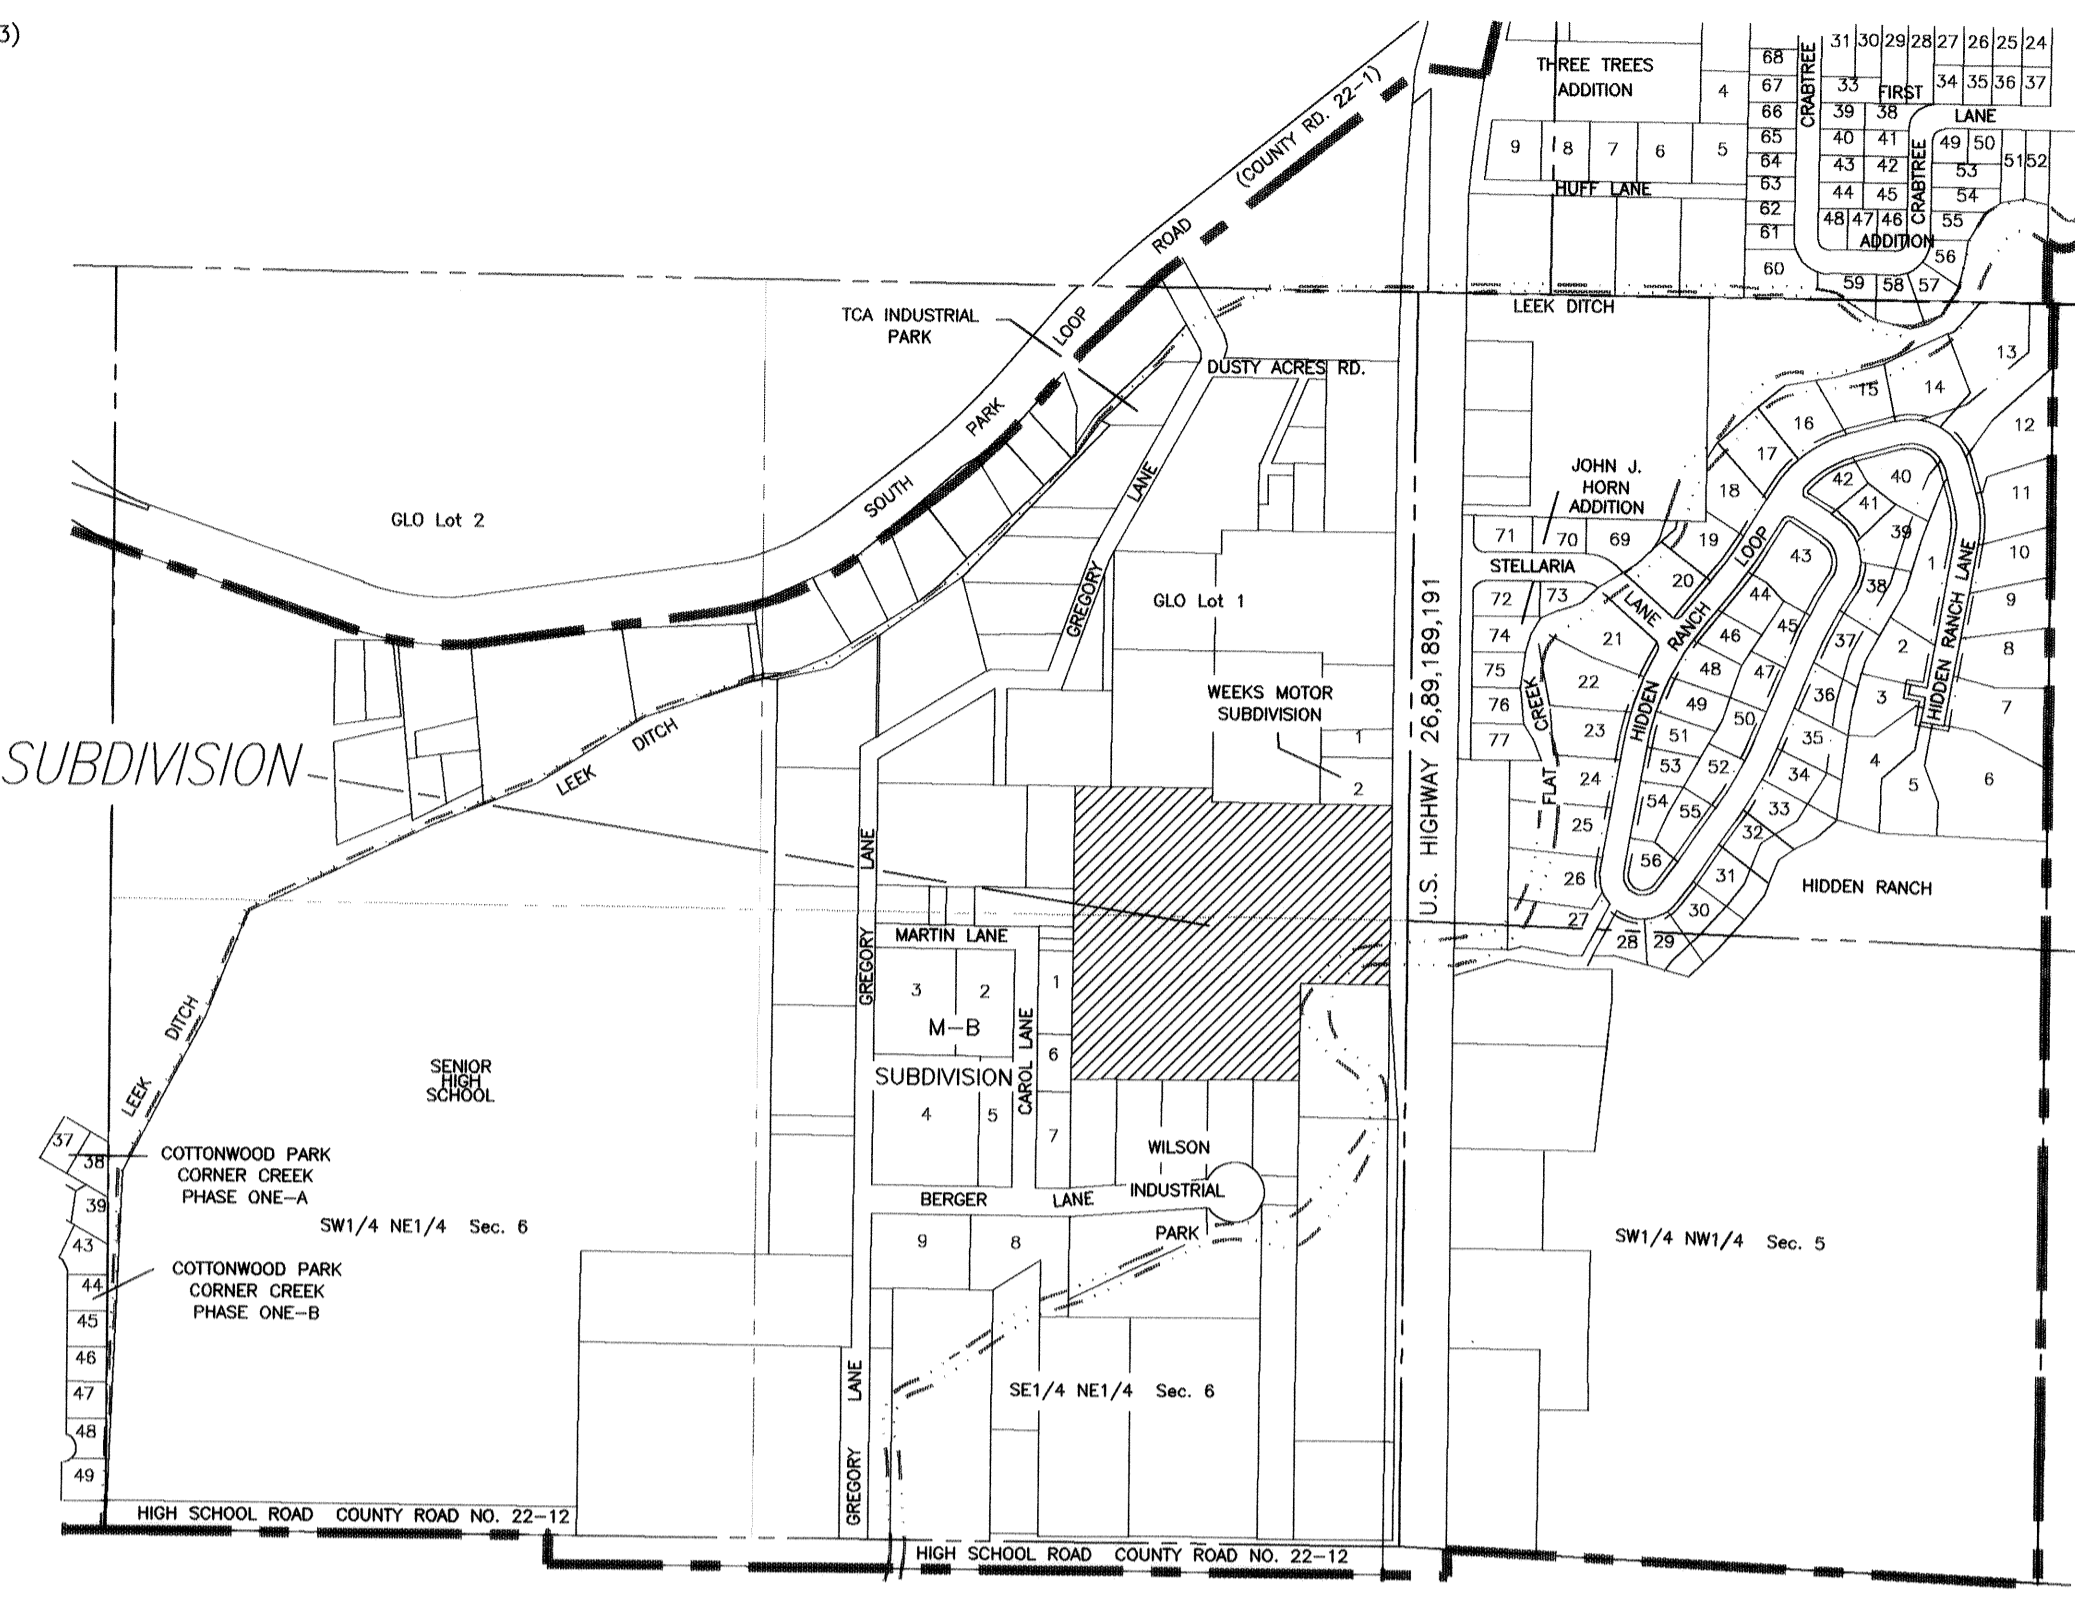 3)
(COUNTY RD. 22-1)
ROAD
LOOP
PARK
SOUTH
THREE TREES
ADDITION
4
9 8 7 6 5
HUFF LANE
68
67
66
65
64
63
62
61
60
CRABTREE
31 30 29 28 27 26 25 24
33
FIRST
34 35 36 37
39 38
LANE
40 41
49 50
51 52
43 42
53
44 45
54
48 47 46
55
CRABTREE
ADDITION
56
59 58 57
TCA INDUSTRIAL
PARK
LEEK DITCH
DUSTY ACRES RD.
GLO Lot 2
GREGORY
LANE
GLO Lot 1
WEEKS MOTOR
SUBDIVISION
1
2
U.S. HIGHWAY 26,89,189,191
JOHN J.
HORN
ADDITION
71 70 69
STELLARIA
LANE
72 73
74
75
76
77
FLAT
CREEK
13
14
15
16
17
18
19
20
12
11
10
9
8
7
6
5
4
3
2
1
21
22
23
24
25
26
27
28
29
30
31
32
33
34
35
36
37
38
39
40
41
42
43
44
45
46
47
48
49
50
51
52
53
54
55
56
HIDDEN
RANCH
LOOP
HIDDEN RANCH LANE
HIDDEN RANCH
SUBDIVISION
LEEK
DITCH
LEEK
DITCH
SENIOR
HIGH
SCHOOL
GREGORY
LANE
MARTIN LANE
3 2
M-B
SUBDIVISION
4 5
CAROL LANE
1
6
7
WILSON
INDUSTRIAL
PARK
BERGER LANE
9 8
37
38
39
43
44
45
46
47
48
49
COTTONWOOD PARK
CORNER CREEK
PHASE ONE-A
SW1/4 NE1/4 Sec. 6
COTTONWOOD PARK
CORNER CREEK
PHASE ONE-B
SW1/4 NW1/4 Sec. 5
SE1/4 NE1/4 Sec. 6
GREGORY
LANE
HIGH SCHOOL ROAD COUNTY ROAD NO. 22-12
HIGH SCHOOL ROAD COUNTY ROAD NO. 22-12